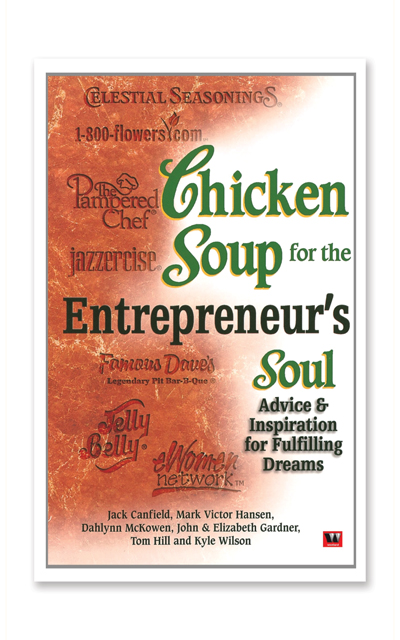 CELESTIAL SEASONINGS®
1-800-flowers.com
The
Pampered
Chef®
jazzercise®
Chicken
Soup for the
Entrepreneur's
Soul
Famous Dave's
Legendary Pit Bar-B-Que ®
Jelly
Belly®
eWomen
network™
Advice &
Inspiration
for Fulfilling
Dreams
Jack Canfield, Mark Victor Hansen,
Dahlynn McKowen, John & Elizabeth Gardner,
Tom Hill and Kyle Wilson
W